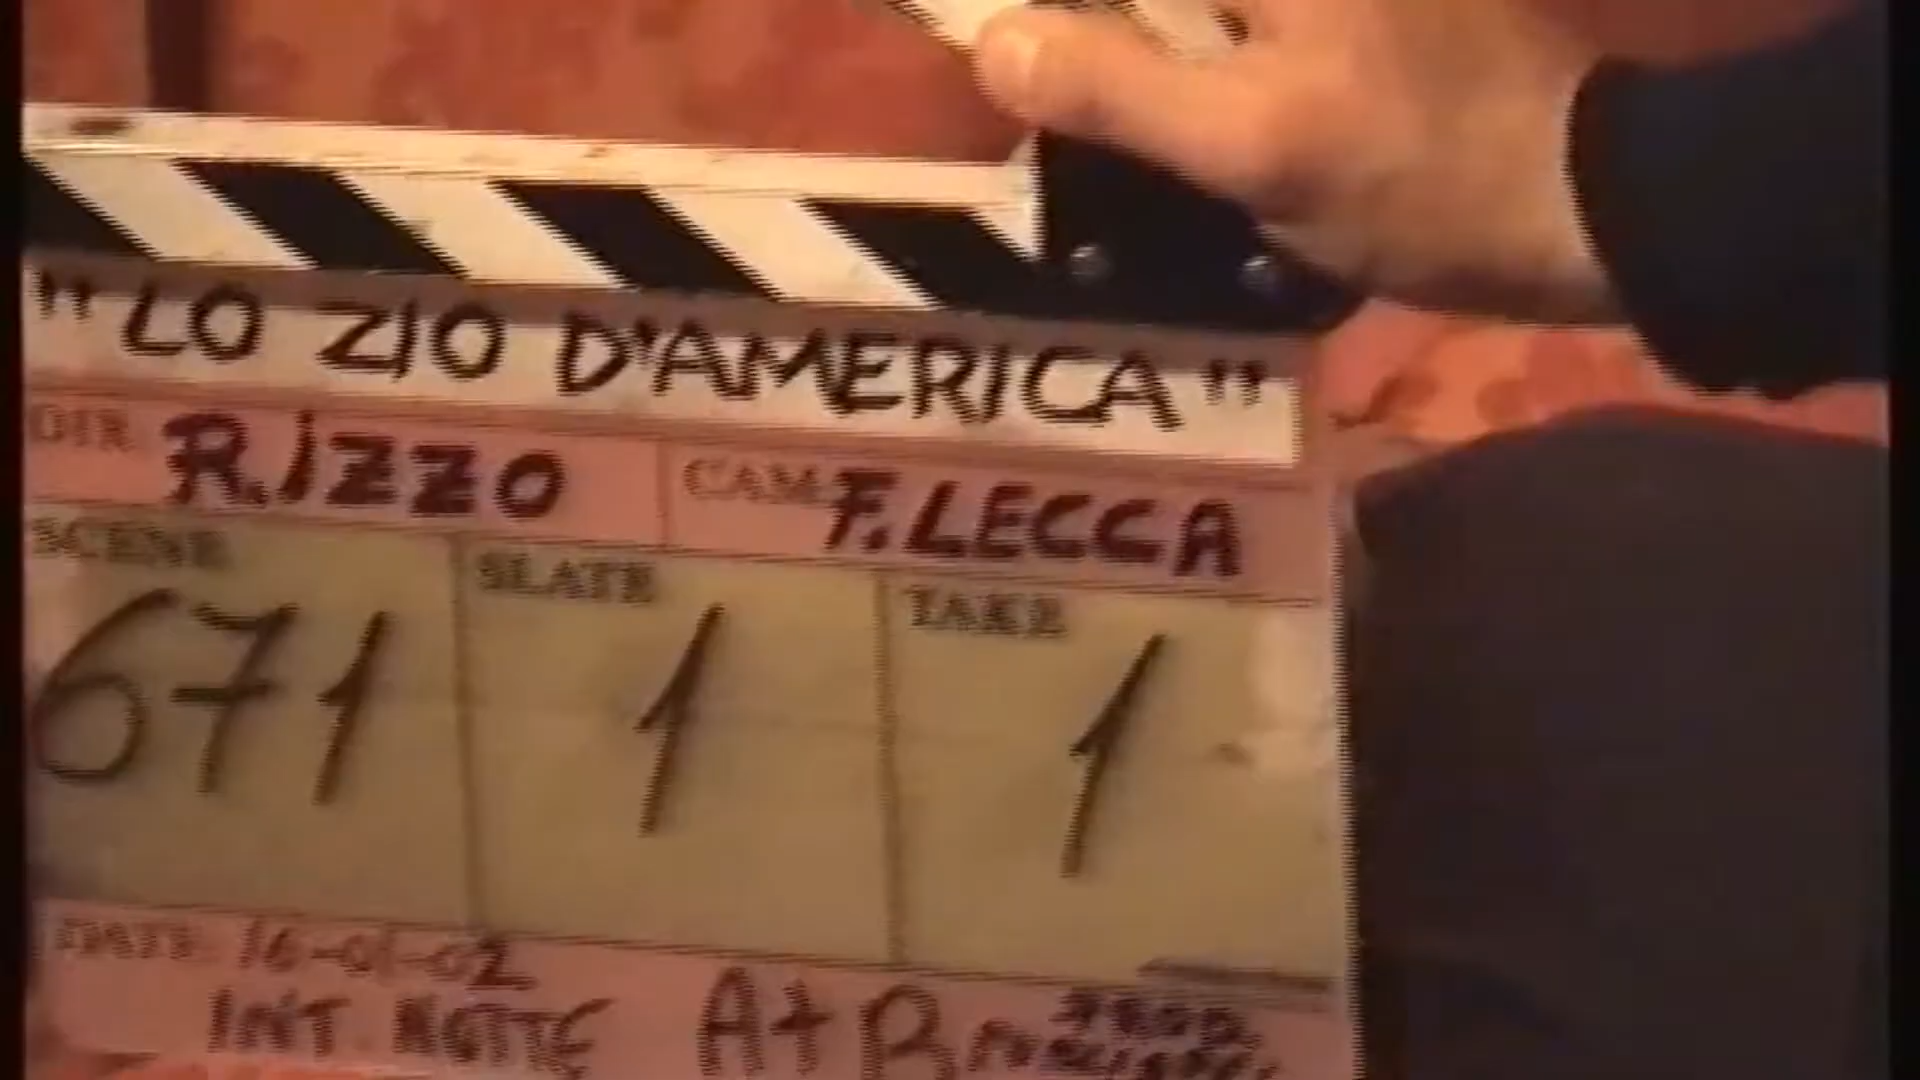 "LO ZIO D'AMERICA"
DIR R.IZZO CAM F.LECCA
SCENE SLATE TAKE
671 1 1
DATE 16-01-02
INT NOTTE A+B